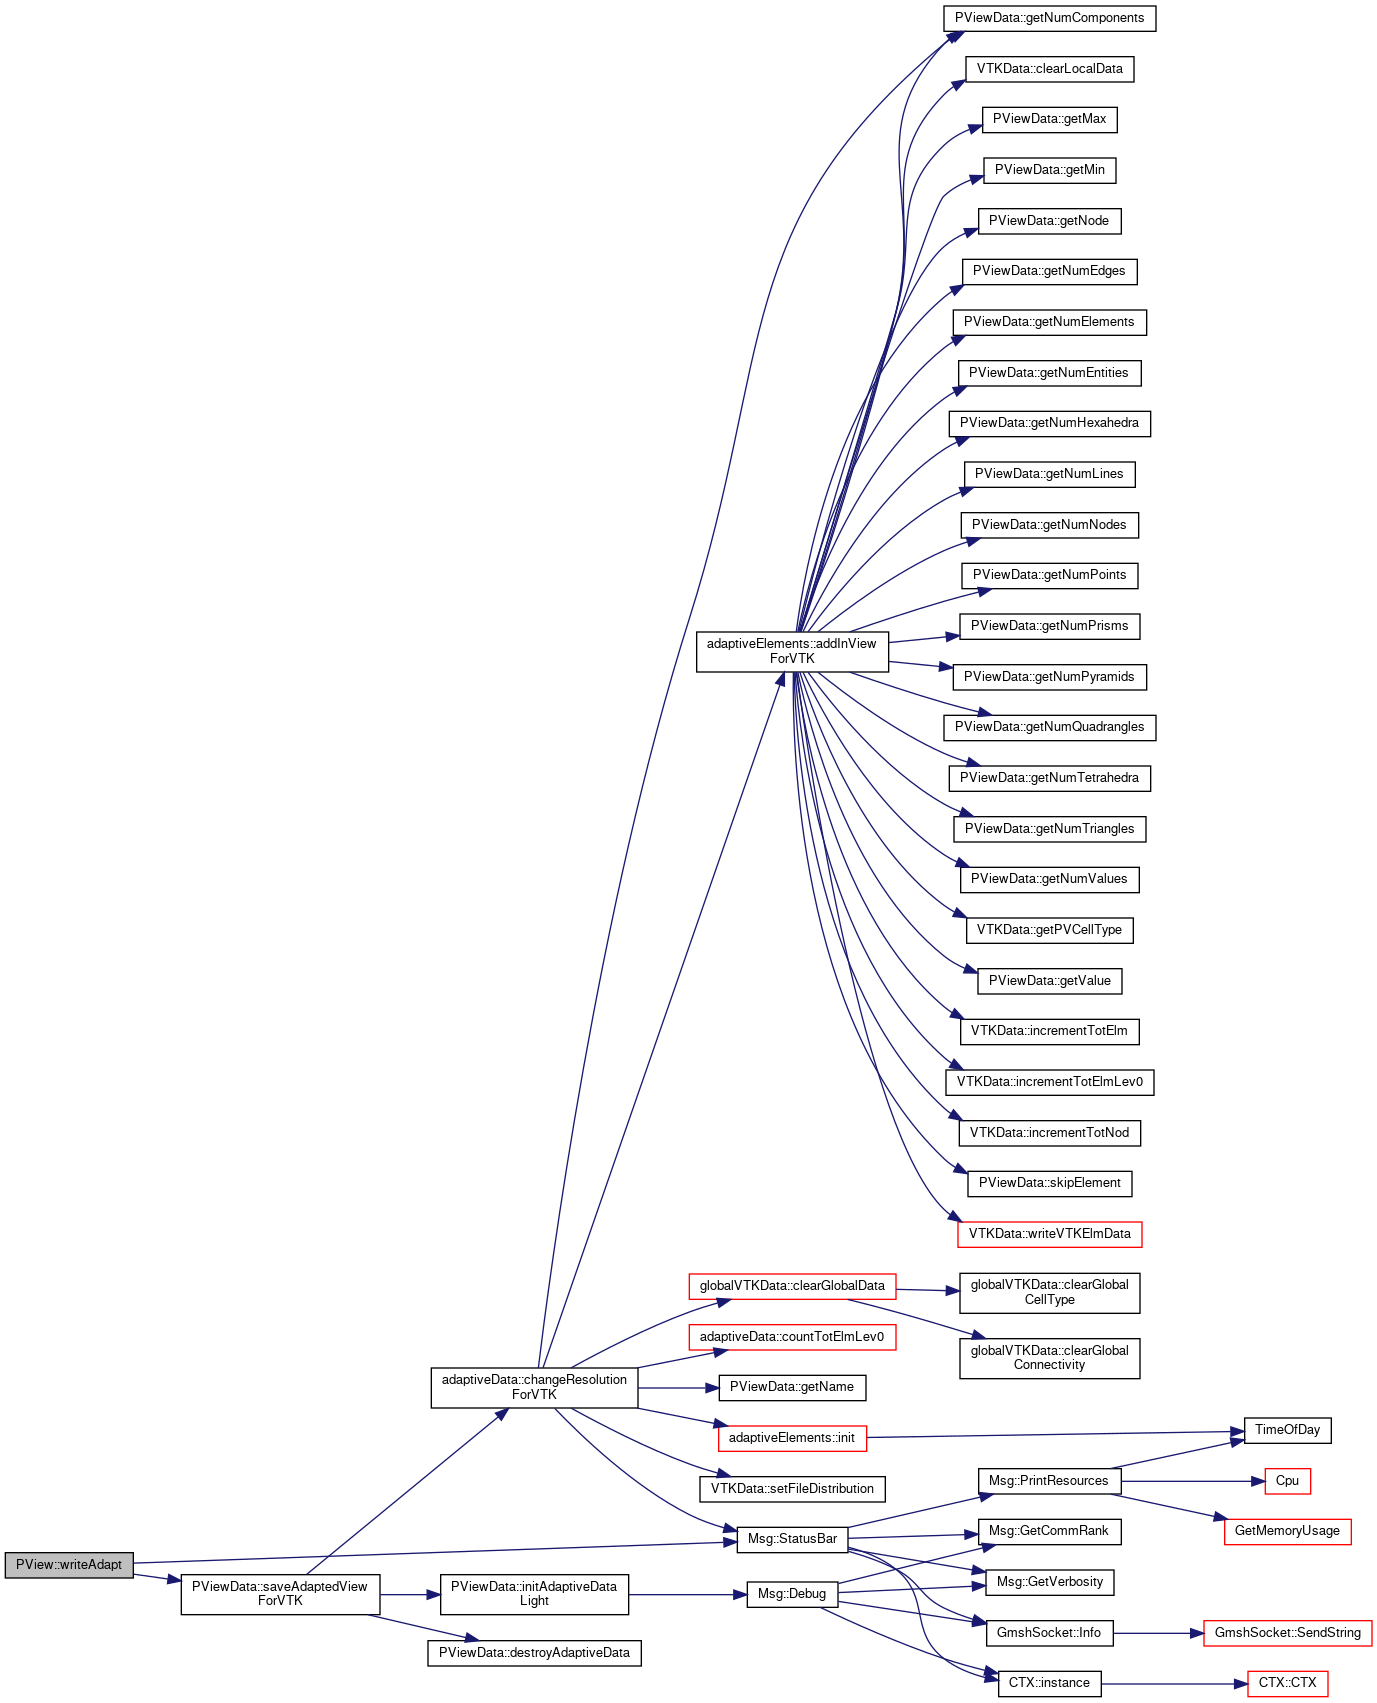 PViewData::getNumComponents
VTKData::clearLocalData
PViewData::getMax
PViewData::getMin
PViewData::getNode
PViewData::getNumEdges
PViewData::getNumElements
PViewData::getNumEntities
PViewData::getNumHexahedra
PViewData::getNumLines
PViewData::getNumNodes
PViewData::getNumPoints
PViewData::getNumPrisms
adaptiveElements::addInView
ForVTK
PViewData::getNumPyramids
PViewData::getNumQuadrangles
PViewData::getNumTetrahedra
PViewData::getNumTriangles
PViewData::getNumValues
VTKData::getPVCellType
PViewData::getValue
VTKData::incrementTotElm
VTKData::incrementTotElmLev0
VTKData::incrementTotNod
PViewData::skipElement
VTKData::writeVTKElmData
globalVTKData::clearGlobalData
globalVTKData::clearGlobal
CellType
adaptiveData::countTotElmLev0
globalVTKData::clearGlobal
Connectivity
adaptiveData::changeResolution
ForVTK
PViewData::getName
adaptiveElements::init
TimeOfDay
VTKData::setFileDistribution
Msg::PrintResources
Cpu
Msg::StatusBar
Msg::GetCommRank
GetMemoryUsage
PView::writeAdapt
PViewData::saveAdaptedView
ForVTK
PViewData::initAdaptiveData
Light
Msg::Debug
Msg::GetVerbosity
GmshSocket::Info
GmshSocket::SendString
PViewData::destroyAdaptiveData
CTX::instance
CTX::CTX